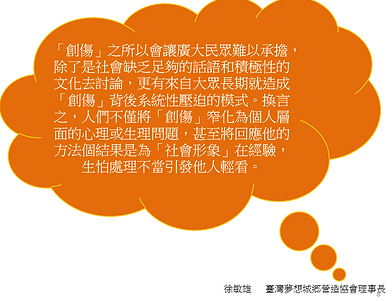 「創傷」之所以會讓廣大民眾難以承擔，
除了是社會缺乏足夠的話語和積極性的
文化去討論，更有來自大眾長期就造成
「創傷」背後系統性壓迫的模式。換言
之，人們不僅將「創傷」窄化為個人層
面的心理或生理問題，甚至將回應他的
方法個結果是為「社會形象」在經驗，
生怕處理不當引發他人輕看。
徐敏雄　臺灣夢想城鄉營造協會理事長
。